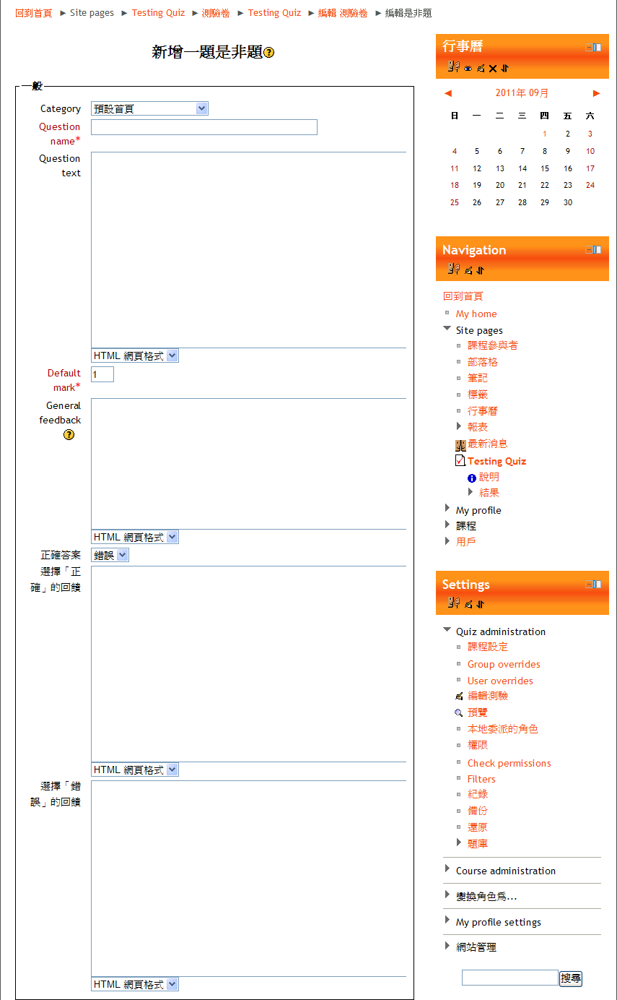 回到首頁 ► Site pages ► Testing Quiz ► 測驗卷 ► Testing Quiz ► 編輯 測驗卷 ► 編輯是非題
新增一題是非題
一般
Category 預設首頁
Question
name*
Question
text
HTML 網頁格式
Default 1
mark*
General
feedback
HTML 網頁格式
正確答案 錯誤
選擇「正
確」的回饋
HTML 網頁格式
選擇「錯
誤」的回饋
HTML 網頁格式
行事曆
◄ 2011年 09月 ►
日 一 二 三 四 五 六
1 2 3
4 5 6 7 8 9 10
11 12 13 14 15 16 17
18 19 20 21 22 23 24
25 26 27 28 29 30
Navigation
回到首頁
My home
Site pages
課程參與者
部落格
筆記
標籤
行事曆
報表
最新消息
Testing Quiz
說明
結果
My profile
課程
用戶
Settings
Quiz administration
課程設定
Group overrides
User overrides
編輯測驗
預覽
本地委派的角色
權限
Check permissions
Filters
紀錄
備份
還原
題庫
Course administration
變換角色為...
My profile settings
網站管理
搜尋